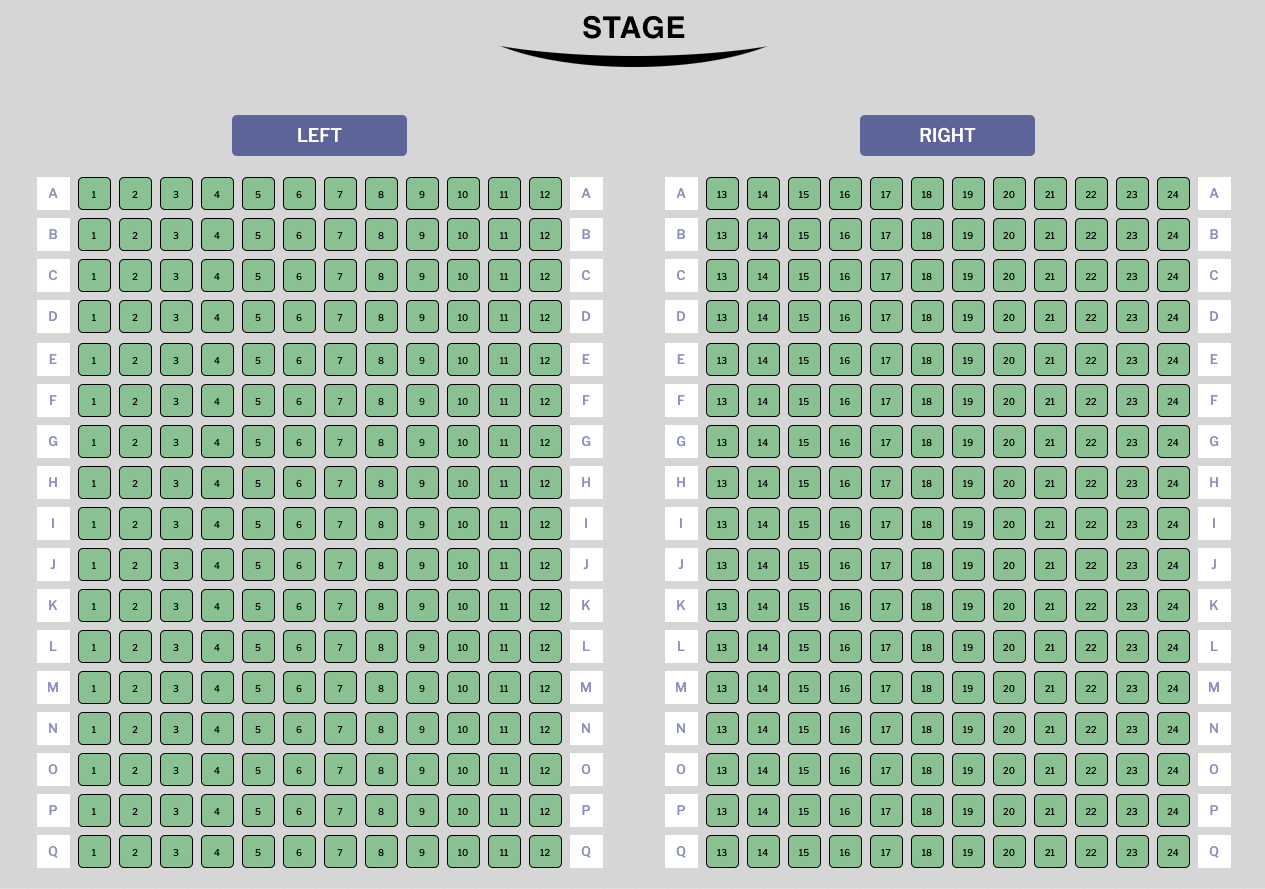 STAGE
LEFT RIGHT
A 1 2 3 4 5 6 7 8 9 10 11 12 A A 13 14 15 16 17 18 19 20 21 22 23 24 A
B 1 2 3 4 5 6 7 8 9 10 11 12 B B 13 14 15 16 17 18 19 20 21 22 23 24 B
C 1 2 3 4 5 6 7 8 9 10 11 12 C C 13 14 15 16 17 18 19 20 21 22 23 24 C
D 1 2 3 4 5 6 7 8 9 10 11 12 D D 13 14 15 16 17 18 19 20 21 22 23 24 D
E 1 2 3 4 5 6 7 8 9 10 11 12 E E 13 14 15 16 17 18 19 20 21 22 23 24 E
F 1 2 3 4 5 6 7 8 9 10 11 12 F F 13 14 15 16 17 18 19 20 21 22 23 24 F
G 1 2 3 4 5 6 7 8 9 10 11 12 G G 13 14 15 16 17 18 19 20 21 22 23 24 G
H 1 2 3 4 5 6 7 8 9 10 11 12 H H 13 14 15 16 17 18 19 20 21 22 23 24 H
I 1 2 3 4 5 6 7 8 9 10 11 12 I I 13 14 15 16 17 18 19 20 21 22 23 24 I
J 1 2 3 4 5 6 7 8 9 10 11 12 J J 13 14 15 16 17 18 19 20 21 22 23 24 J
K 1 2 3 4 5 6 7 8 9 10 11 12 K K 13 14 15 16 17 18 19 20 21 22 23 24 K
L 1 2 3 4 5 6 7 8 9 10 11 12 L L 13 14 15 16 17 18 19 20 21 22 23 24 L
M 1 2 3 4 5 6 7 8 9 10 11 12 M M 13 14 15 16 17 18 19 20 21 22 23 24 M
N 1 2 3 4 5 6 7 8 9 10 11 12 N N 13 14 15 16 17 18 19 20 21 22 23 24 N
O 1 2 3 4 5 6 7 8 9 10 11 12 O O 13 14 15 16 17 18 19 20 21 22 23 24 O
P 1 2 3 4 5 6 7 8 9 10 11 12 P P 13 14 15 16 17 18 19 20 21 22 23 24 P
Q 1 2 3 4 5 6 7 8 9 10 11 12 Q Q 13 14 15 16 17 18 19 20 21 22 23 24 Q